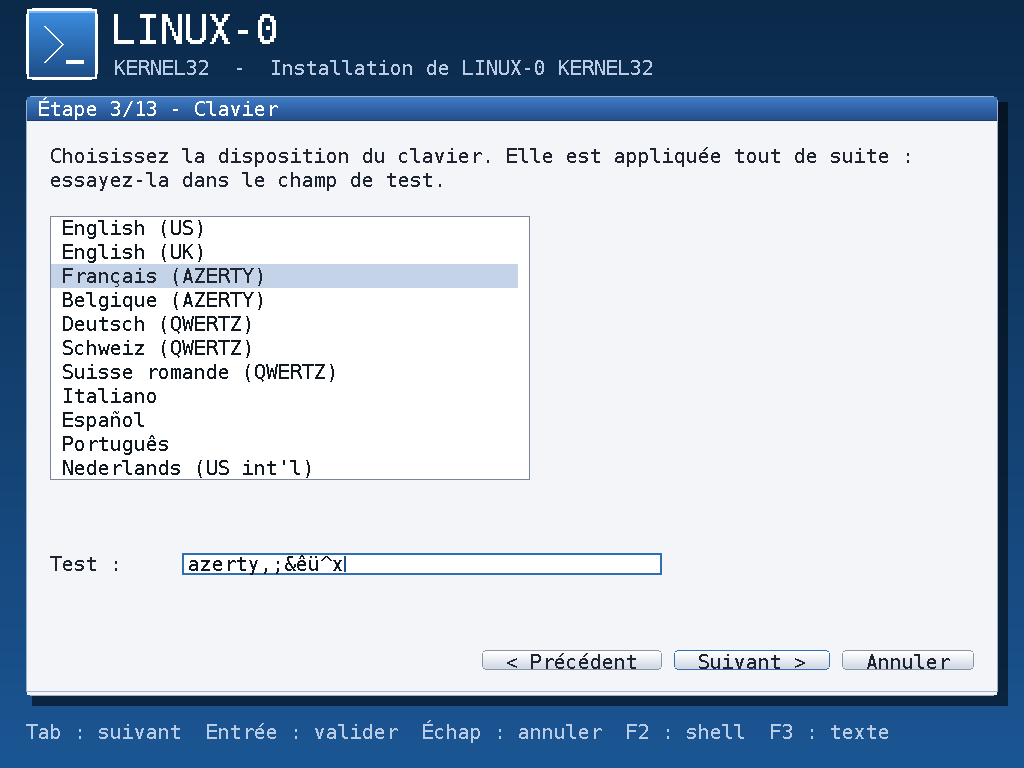 LINUX-0
KERNEL32  -  Installation de LINUX-0 KERNEL32
Étape 3/13 - Clavier
Choisissez la disposition du clavier. Elle est appliquée tout de suite :
essayez-la dans le champ de test.
English (US)
English (UK)
Français (AZERTY)
Belgique (AZERTY)
Deutsch (QWERTZ)
Schweiz (QWERTZ)
Suisse romande (QWERTZ)
Italiano
Español
Português
Nederlands (US int'l)
Test : azerty,;&êü^x
< Précédent  Suivant >  Annuler
Tab : suivant  Entrée : valider  Échap : annuler  F2 : shell  F3 : texte